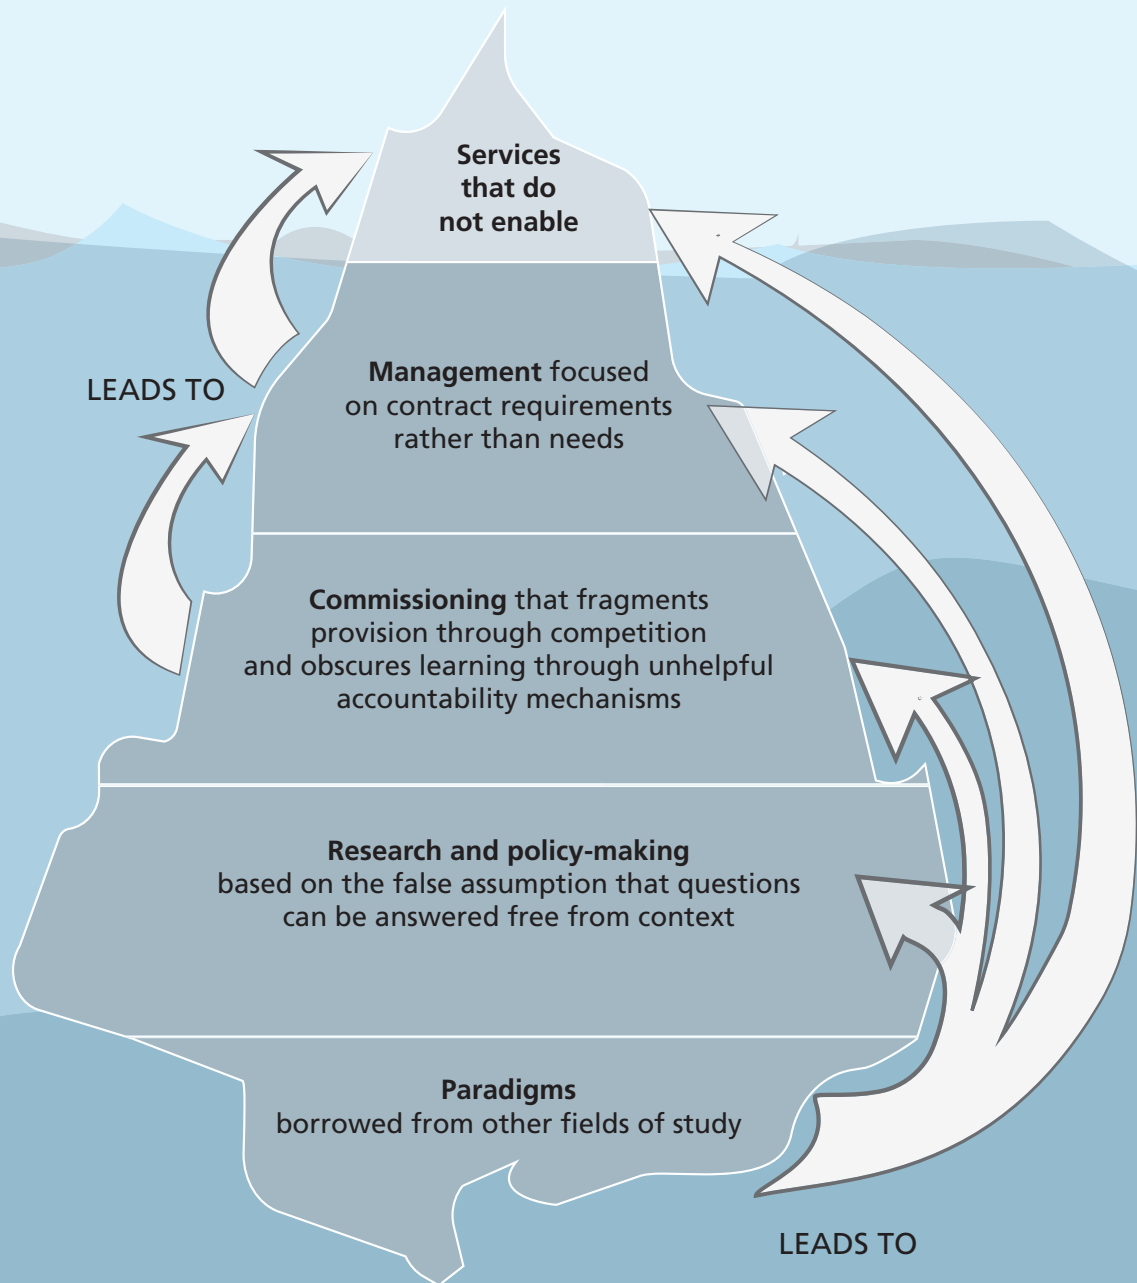 Services
that do
not enable
Management focused
on contract requirements
rather than needs
LEADS TO
Commissioning that fragments
provision through competition
and obscures learning through unhelpful
accountability mechanisms
Research and policy-making
based on the false assumption that questions
can be answered free from context
Paradigms
borrowed from other fields of study
LEADS TO